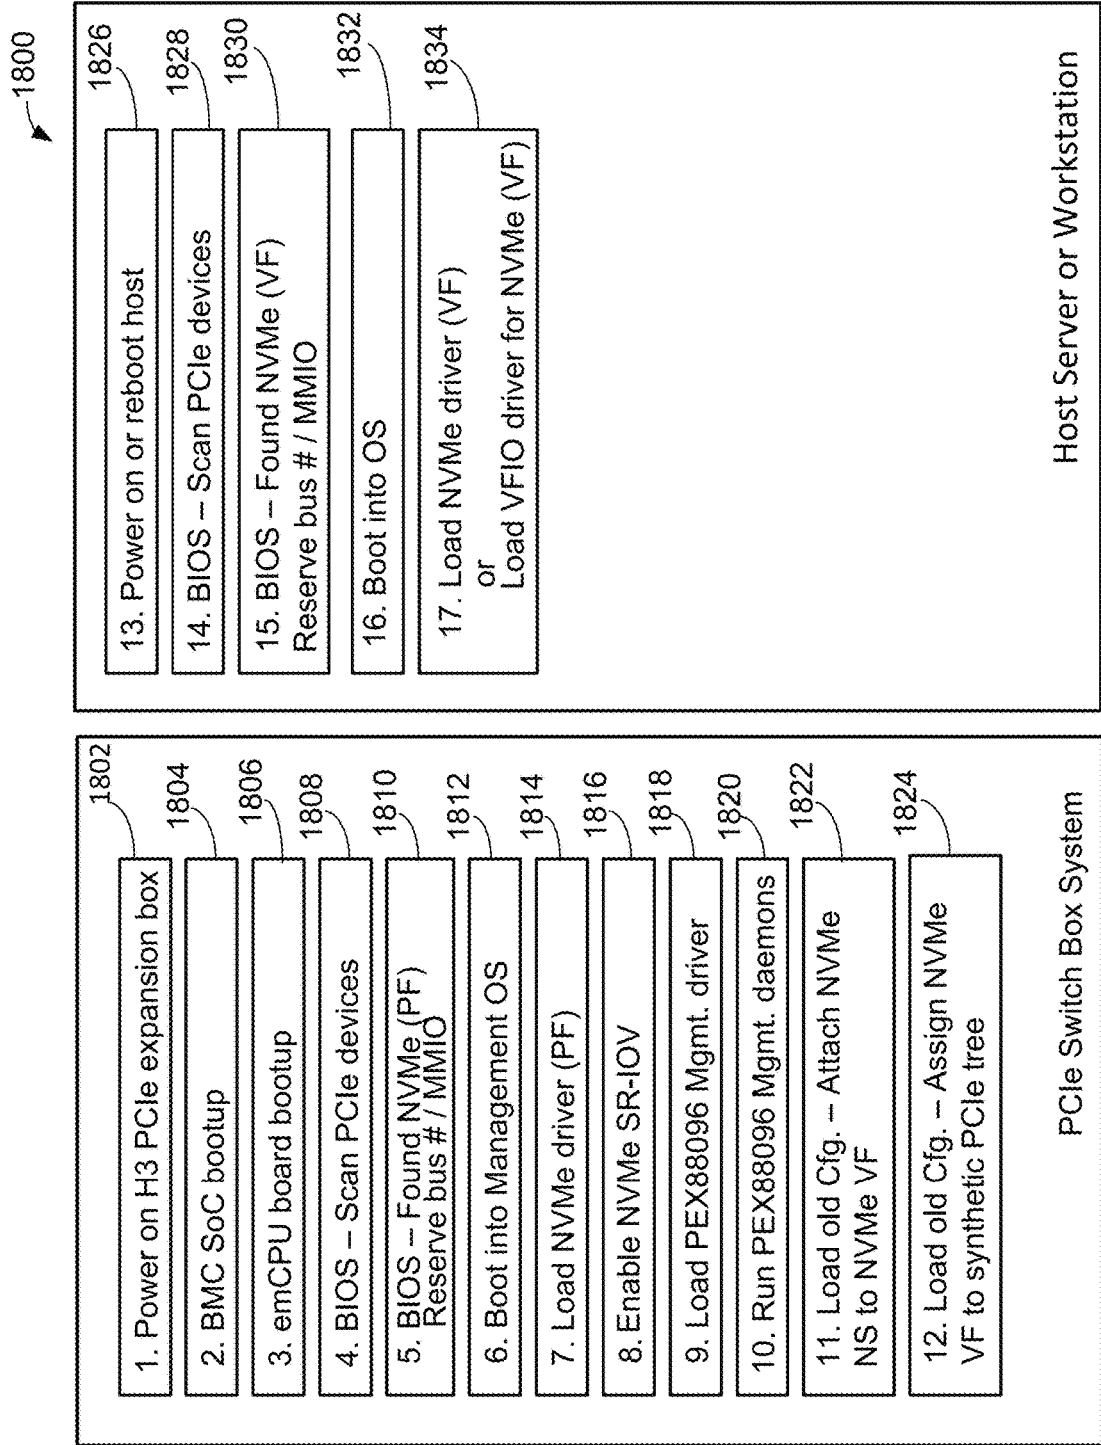 1800
1. Power on H3 PCIe expansion box
1802
2. BMC SoC bootup
1804
3. emCPU board bootup
1806
4. BIOS – Scan PCIe devices
1808
5. BIOS – Found NVMe (PF)
Reserve bus # / MMIO
1810
6. Boot into Management OS
1812
7. Load NVMe driver (PF)
1814
8. Enable NVMe SR-IOV
1816
9. Load PEX88096 Mgmt. driver
1818
10. Run PEX88096 Mgmt. daemons
1820
11. Load old Cfg. – Attach NVMe
NS to NVMe VF
1822
12. Load old Cfg. – Assign NVMe
VF to synthetic PCIe tree
1824
PCIe Switch Box System
13. Power on or reboot host
1826
14. BIOS – Scan PCIe devices
1828
15. BIOS – Found NVMe (VF)
Reserve bus # / MMIO
1830
16. Boot into OS
1832
17. Load NVMe driver (VF)
or
Load VFIO driver for NVMe (VF)
1834
Host Server or Workstation